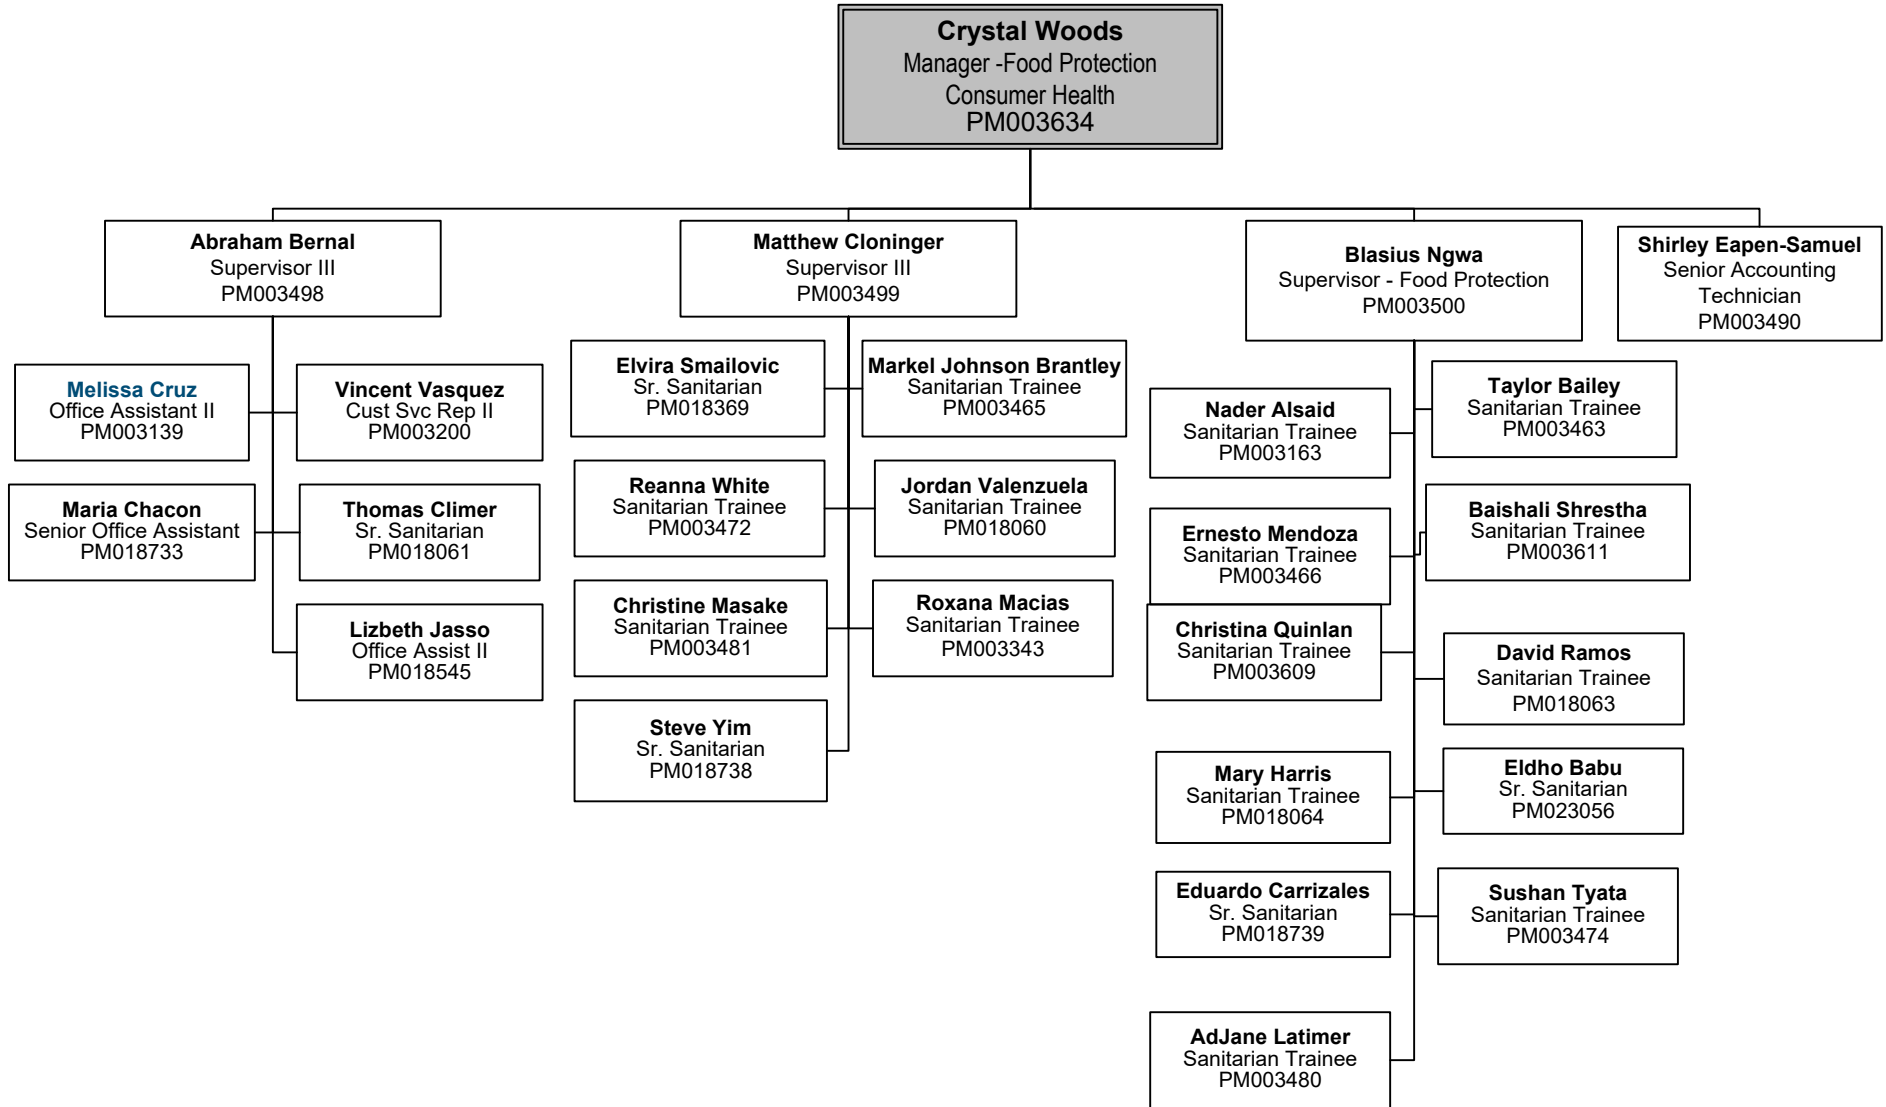 Crystal Woods
Manager -Food Protection
Consumer Health
PM003634
Abraham Bernal
Supervisor III
PM003498
Matthew Cloninger
Supervisor III
PM003499
Blasius Ngwa
Supervisor - Food Protection
PM003500
Shirley Eapen-Samuel
Senior Accounting
Technician
PM003490
Melissa Cruz
Office Assistant II
PM003139
Vincent Vasquez
Cust Svc Rep II
PM003200
Maria Chacon
Senior Office Assistant
PM018733
Thomas Climer
Sr. Sanitarian
PM018061
Lizbeth Jasso
Office Assist II
PM018545
Elvira Smailovic
Sr. Sanitarian
PM018369
Markel Johnson Brantley
Sanitarian Trainee
PM003465
Reanna White
Sanitarian Trainee
PM003472
Jordan Valenzuela
Sanitarian Trainee
PM018060
Christine Masake
Sanitarian Trainee
PM003481
Roxana Macias
Sanitarian Trainee
PM003343
Steve Yim
Sr. Sanitarian
PM018738
Nader Alsaid
Sanitarian Trainee
PM003163
Taylor Bailey
Sanitarian Trainee
PM003463
Ernesto Mendoza
Sanitarian Trainee
PM003466
Baishali Shrestha
Sanitarian Trainee
PM003611
Christina Quinlan
Sanitarian Trainee
PM003609
David Ramos
Sanitarian Trainee
PM018063
Mary Harris
Sanitarian Trainee
PM018064
Eldho Babu
Sr. Sanitarian
PM023056
Eduardo Carrizales
Sr. Sanitarian
PM018739
Sushan Tyata
Sanitarian Trainee
PM003474
AdJane Latimer
Sanitarian Trainee
PM003480